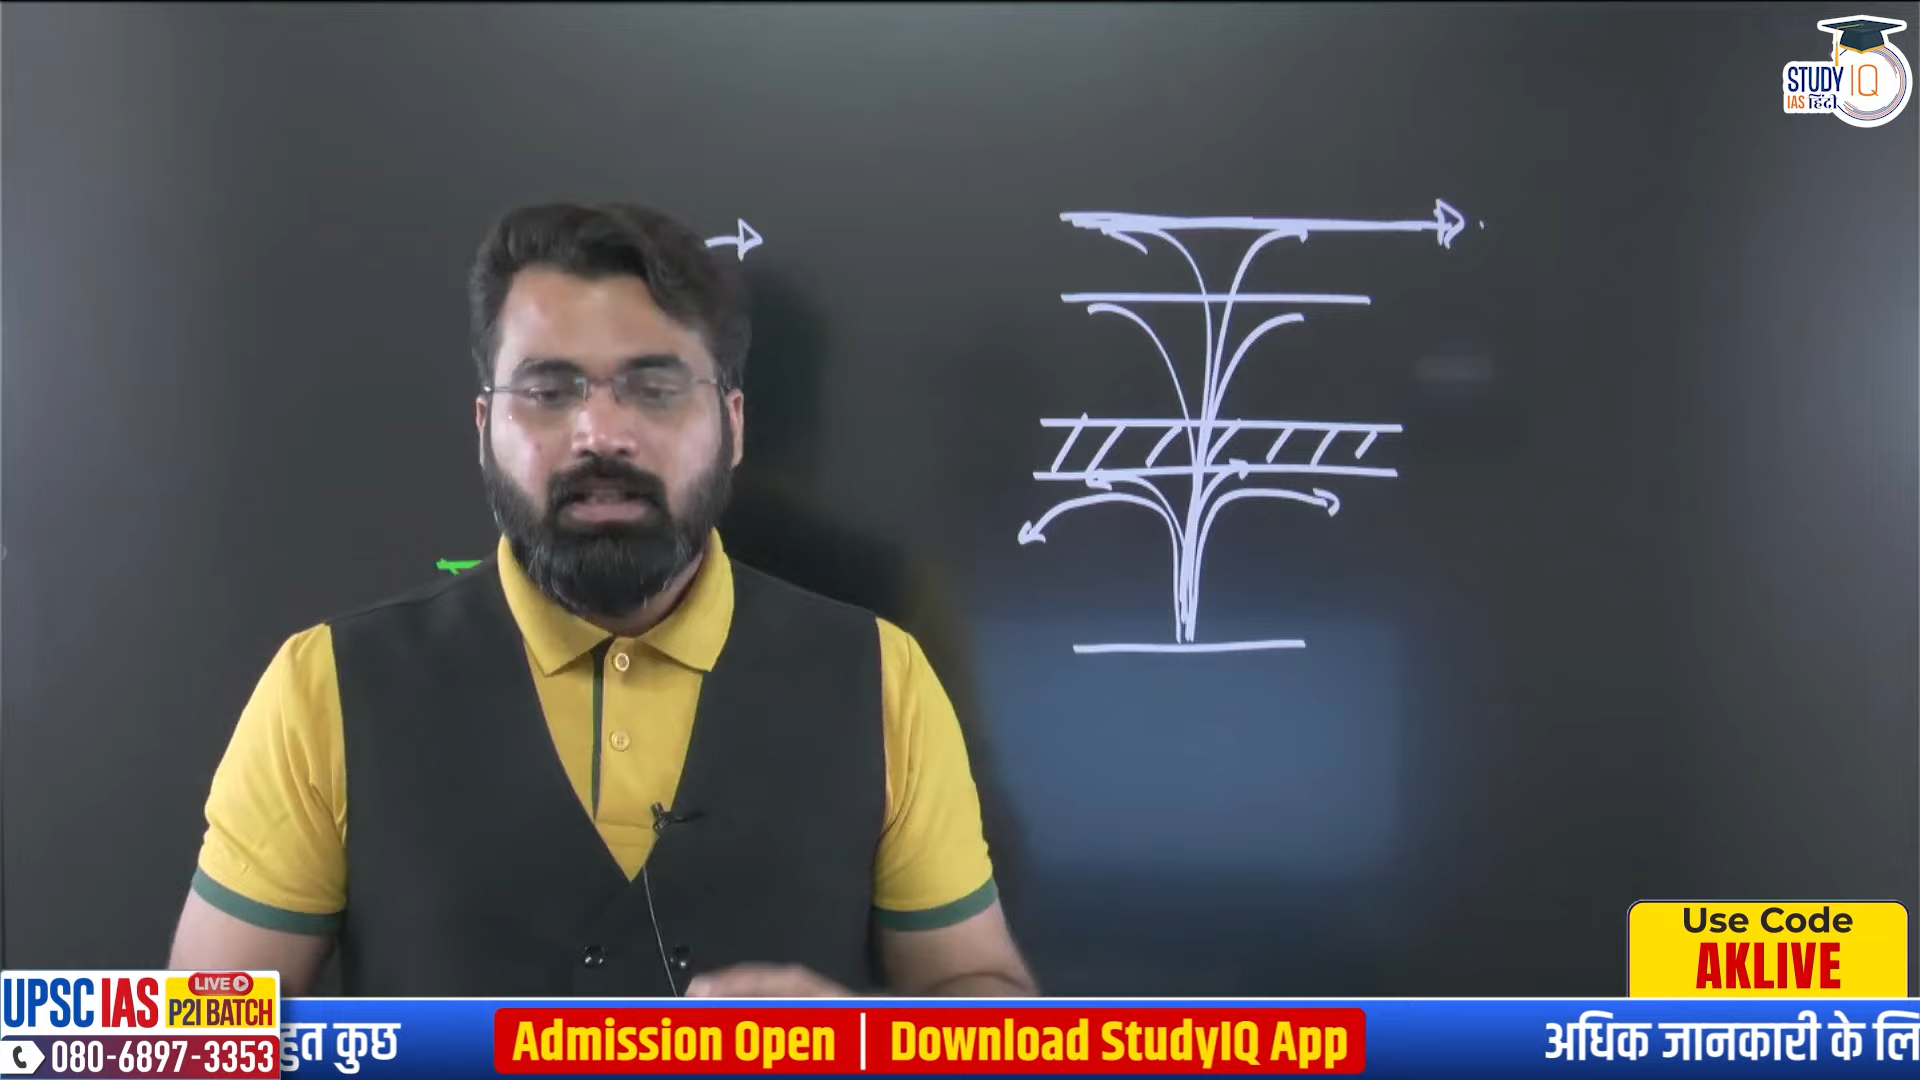 STUDY IQ
IAS हिंदी
Use Code
AKLIVE
UPSC IAS
LIVE
P2I BATCH
080-6897-3353
हुत कुछ
Admission Open | Download StudyIQ App
अधिक जानकारी के लि